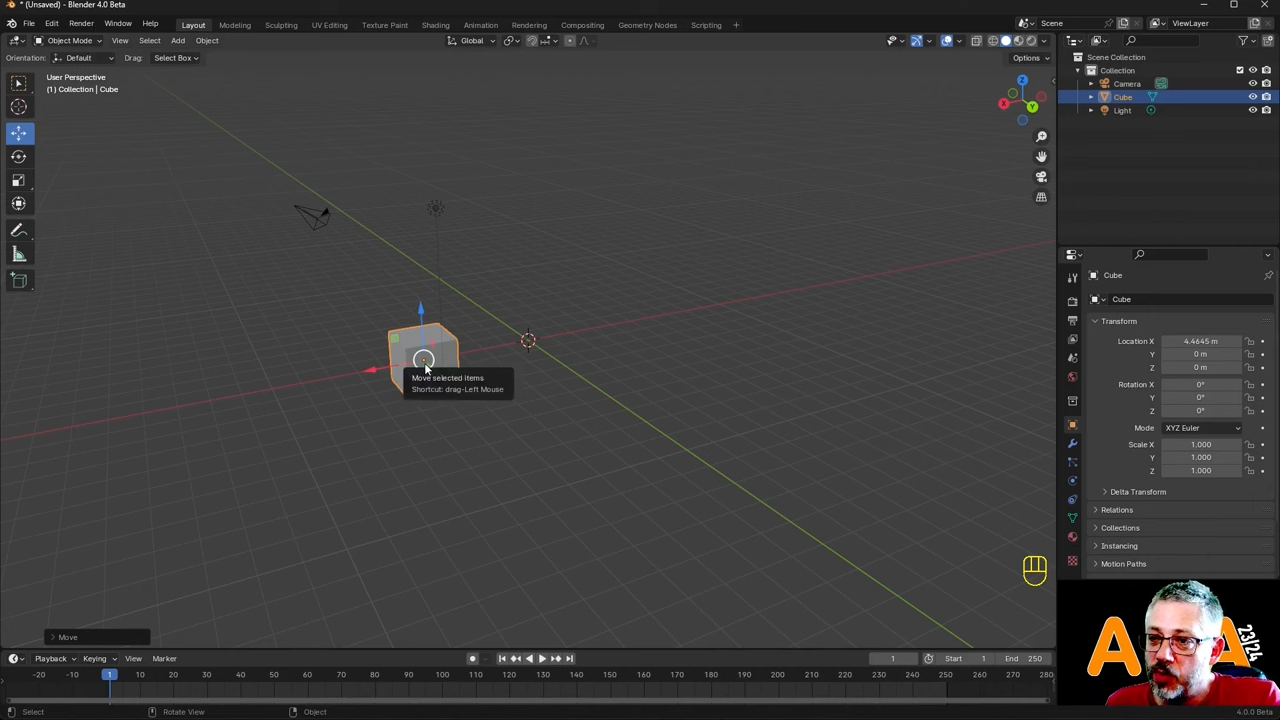 * (Unsaved) - Blender 4.0 Beta
File Edit Render Window Help
Layout Modeling Sculpting UV Editing Texture Paint Shading Animation Rendering Compositing Geometry Nodes Scripting +
Scene
ViewLayer
Object Mode View Select Add Object
Global
Orientation: Default Drag: Select Box
Options
User Perspective
(1) Collection | Cube
Z
X
Y
Move selected items
Shortcut: drag-Left Mouse
Move
Scene Collection
Collection
Camera
Cube
Light
Cube
Cube
Transform
Location X 4.4645 m
Y 0 m
Z 0 m
Rotation X 0°
Y 0°
Z 0°
Mode XYZ Euler
Scale X 1.000
Y 1.000
Z 1.000
Delta Transform
Relations
Collections
Instancing
Motion Paths
Playback Keying View Marker
1 Start 1 End 250
-20 -10 1 10 20 30 40 50 60 70 80 90 100 110 120 130 140 150 160 170 180 190 200 210 220 230 240 250 260 270 280
Select Rotate View Object
4.0.0 Beta
23/24